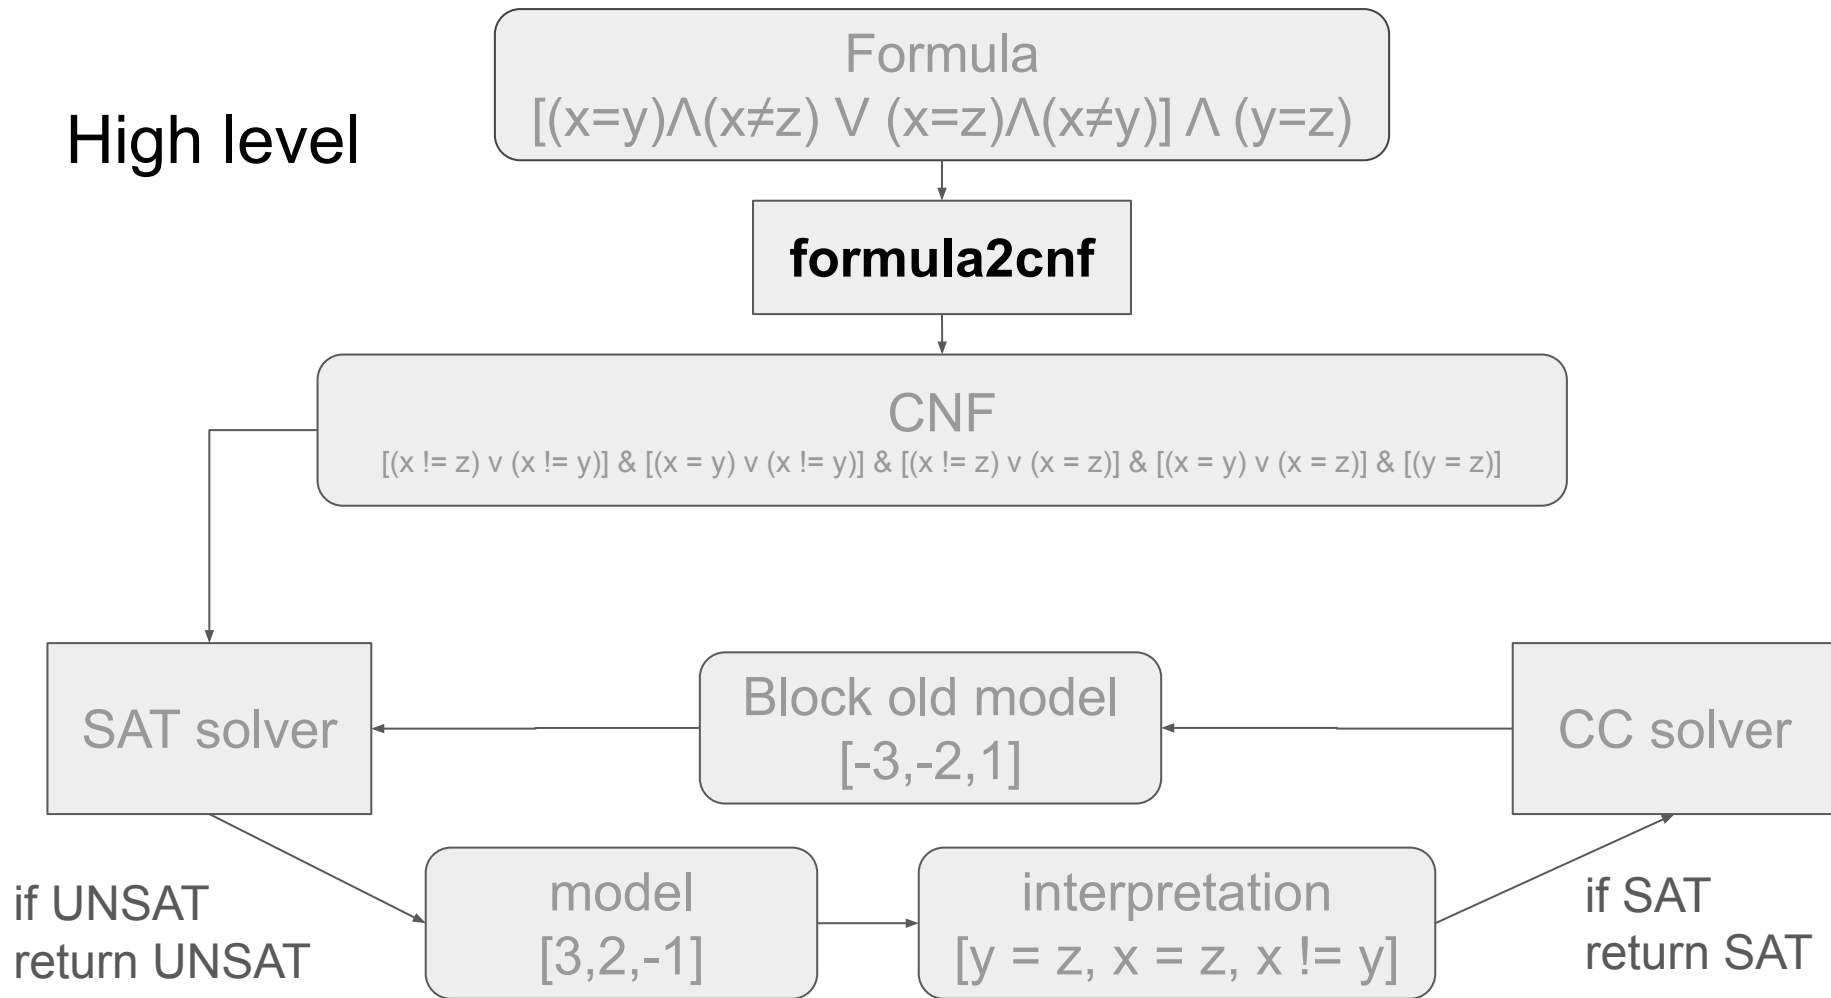 High level
Formula
[(x=y)Λ(x≠z) V (x=z)Λ(x≠y)] Λ (y=z)
formula2cnf
CNF
[(x != z) v (x != y)] & [(x = y) v (x != y)] & [(x != z) v (x = z)] & [(x = y) v (x = z)] & [(y = z)]
SAT solver
Block old model
[-3,-2,1]
CC solver
if UNSAT
return UNSAT
model
[3,2,-1]
interpretation
[y = z, x = z, x != y]
if SAT
return SAT